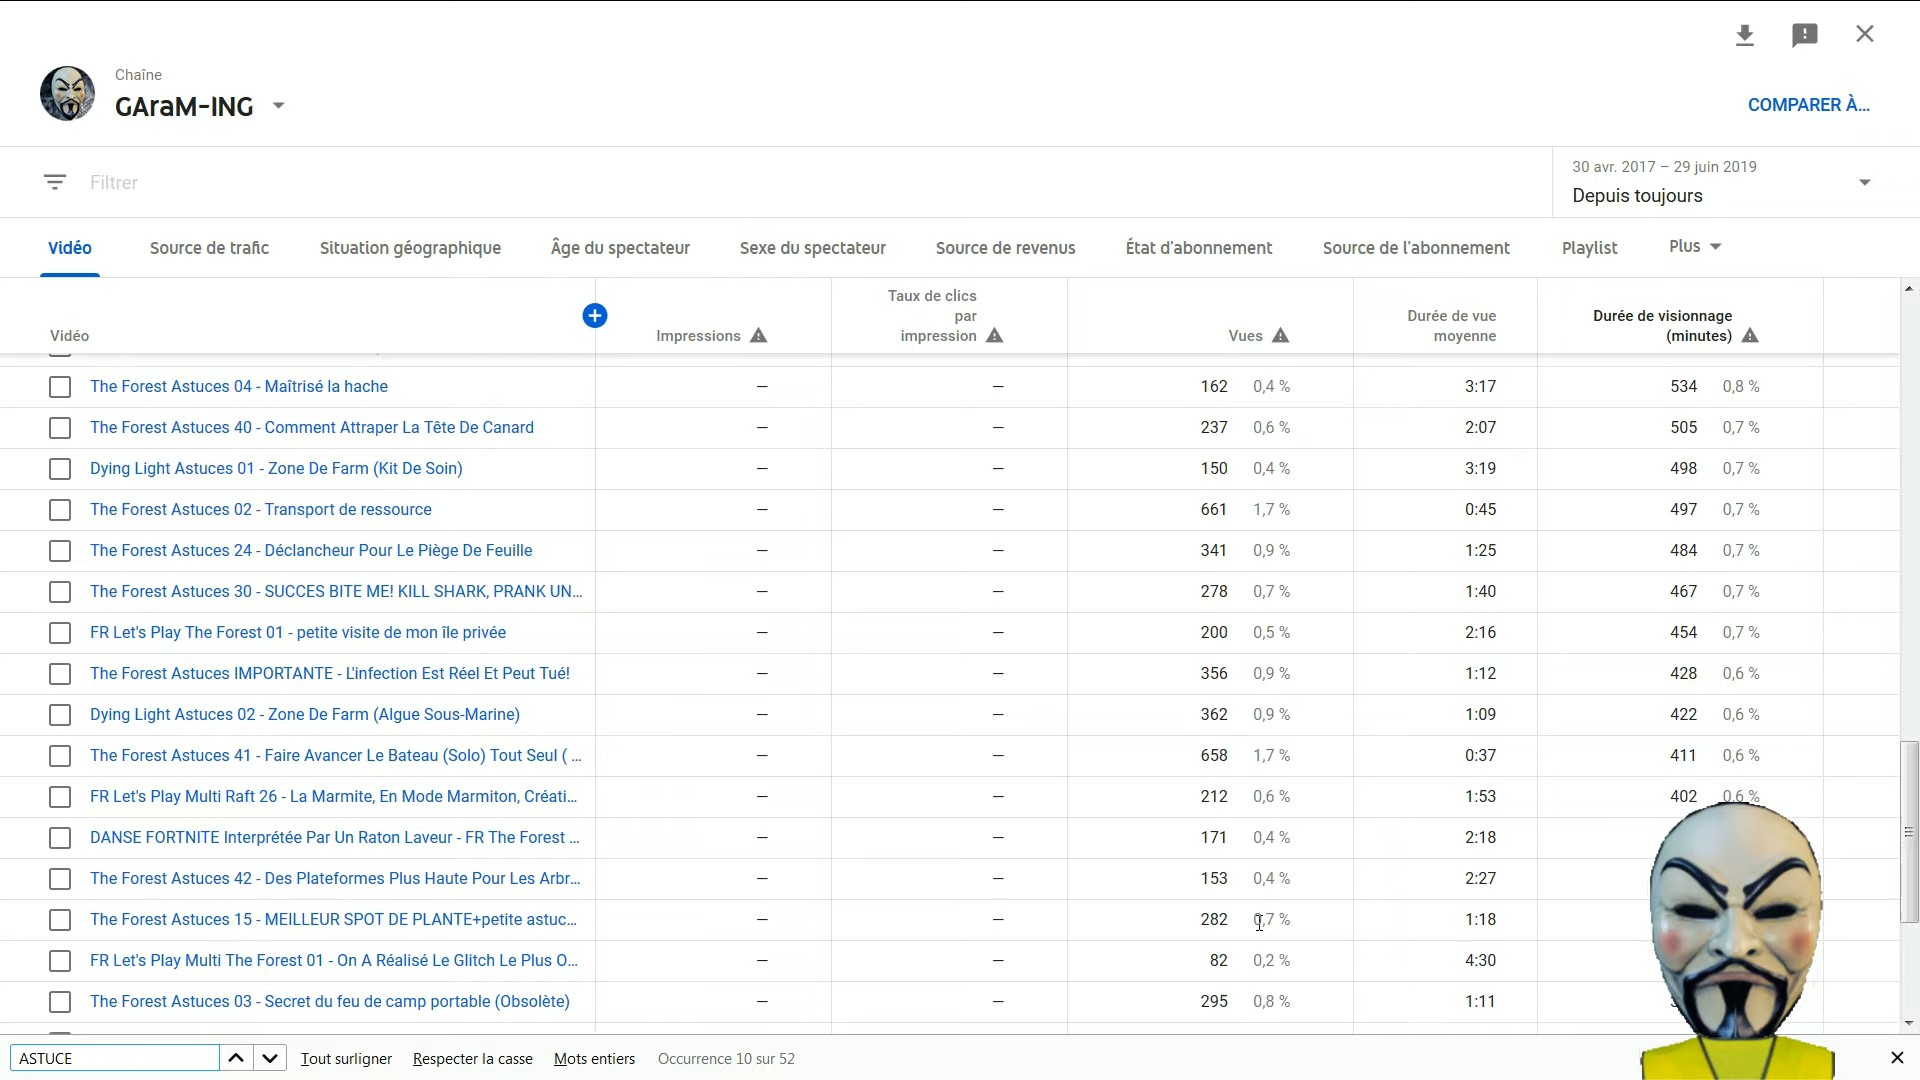 Chaîne
GAraM-ING
COMPARER À...
Filtrer
30 avr. 2017 – 29 juin 2019
Depuis toujours
Vidéo Source de trafic Situation géographique Âge du spectateur Sexe du spectateur Source de revenus État d'abonnement Source de l'abonnement Playlist Plus
Vidéo Impressions Taux de clics par impression Vues Durée de vue moyenne Durée de visionnage (minutes)
The Forest Astuces 04 - Maîtrisé la hache — — 162 0,4 % 3:17 534 0,8 %
The Forest Astuces 40 - Comment Attraper La Tête De Canard — — 237 0,6 % 2:07 505 0,7 %
Dying Light Astuces 01 - Zone De Farm (Kit De Soin) — — 150 0,4 % 3:19 498 0,7 %
The Forest Astuces 02 - Transport de ressource — — 661 1,7 % 0:45 497 0,7 %
The Forest Astuces 24 - Déclancheur Pour Le Piège De Feuille — — 341 0,9 % 1:25 484 0,7 %
The Forest Astuces 30 - SUCCES BITE ME! KILL SHARK, PRANK UN... — — 278 0,7 % 1:40 467 0,7 %
FR Let's Play The Forest 01 - petite visite de mon île privée — — 200 0,5 % 2:16 454 0,7 %
The Forest Astuces IMPORTANTE - L'infection Est Réel Et Peut Tué! — — 356 0,9 % 1:12 428 0,6 %
Dying Light Astuces 02 - Zone De Farm (Algue Sous-Marine) — — 362 0,9 % 1:09 422 0,6 %
The Forest Astuces 41 - Faire Avancer Le Bateau (Solo) Tout Seul ( ... — — 658 1,7 % 0:37 411 0,6 %
FR Let's Play Multi Raft 26 - La Marmite, En Mode Marmiton, Créati... — — 212 0,6 % 1:53 402 0,6 %
DANSE FORTNITE Interprétée Par Un Raton Laveur - FR The Forest ... — — 171 0,4 % 2:18
The Forest Astuces 42 - Des Plateformes Plus Haute Pour Les Arbr... — — 153 0,4 % 2:27
The Forest Astuces 15 - MEILLEUR SPOT DE PLANTE+petite astuc... — — 282 0,7 % 1:18
FR Let's Play Multi The Forest 01 - On A Réalisé Le Glitch Le Plus O... — — 82 0,2 % 4:30
The Forest Astuces 03 - Secret du feu de camp portable (Obsolète) — — 295 0,8 % 1:11
ASTUCE Tout surligner Respecter la casse Mots entiers Occurrence 10 sur 52